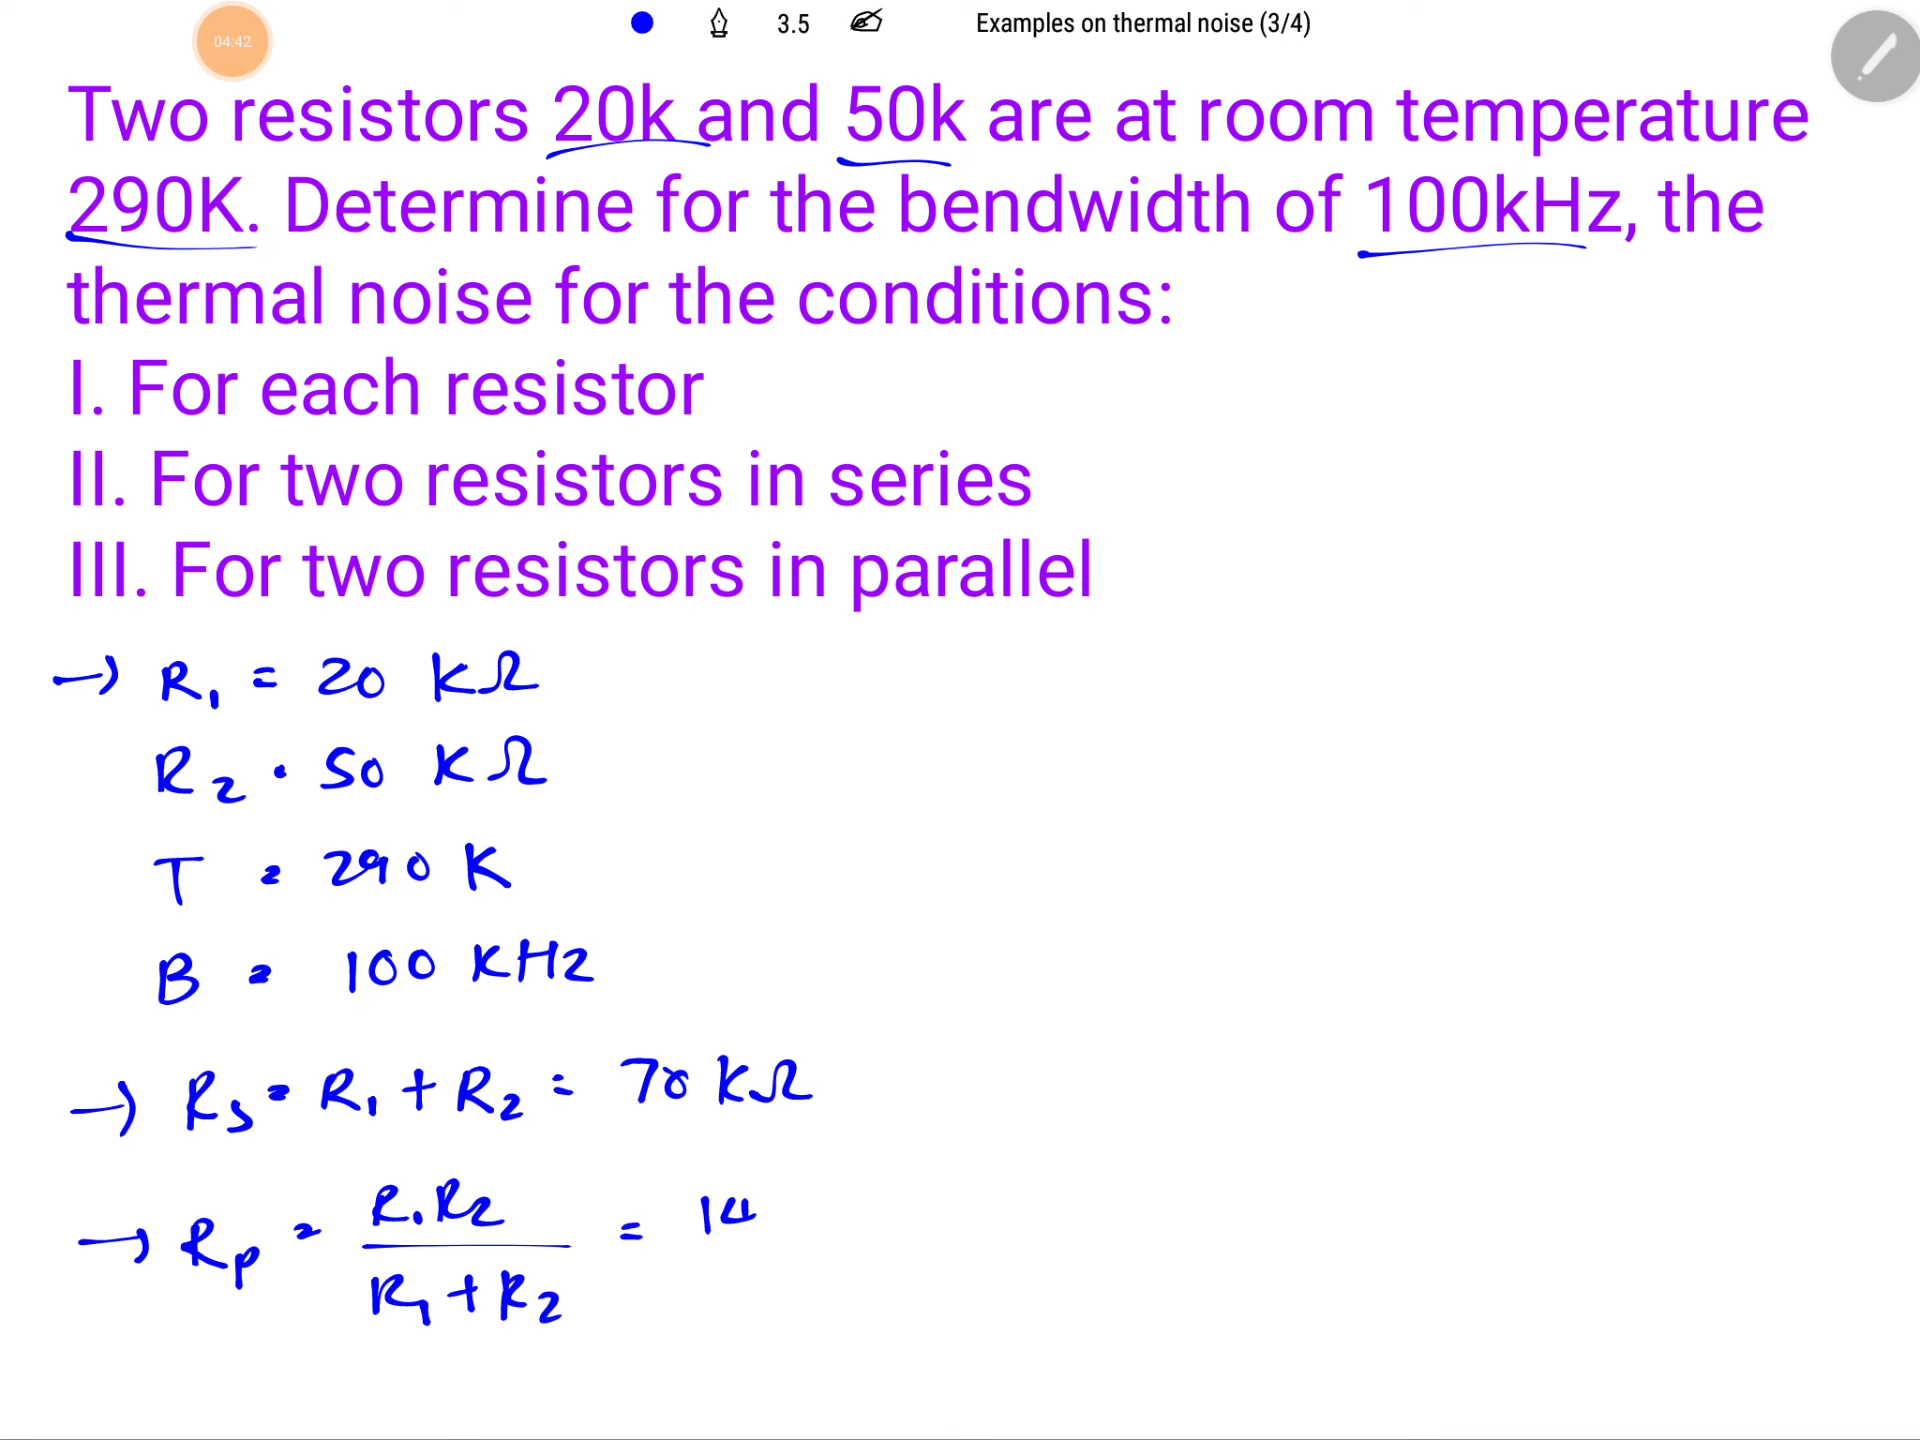 04:42 3.5 Examples on thermal noise (3/4)
Two resistors 20k and 50k are at room temperature
290K. Determine for the bendwidth of 100kHz, the
thermal noise for the conditions:
I. For each resistor
II. For two resistors in series
III. For two resistors in parallel
→ R₁ = 20 KΩ
R₂ = 50 KΩ
T = 290 K
B = 100 KHz
→ Rs = R₁ + R₂ = 70 KΩ
→ Rp = R₁R₂ / R₁ + R₂ = 14